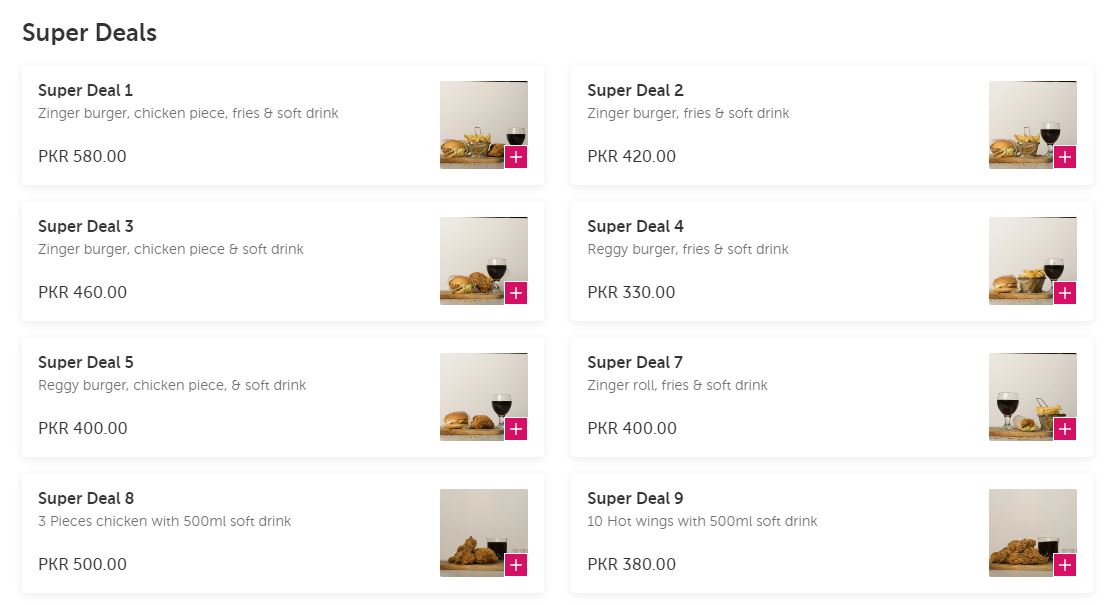 Super Deals
Super Deal 1
Zinger burger, chicken piece, fries & soft drink
PKR 580.00
Super Deal 2
Zinger burger, fries & soft drink
PKR 420.00
Super Deal 3
Zinger burger, chicken piece & soft drink
PKR 460.00
Super Deal 4
Reggy burger, fries & soft drink
PKR 330.00
Super Deal 5
Reggy burger, chicken piece, & soft drink
PKR 400.00
Super Deal 7
Zinger roll, fries & soft drink
PKR 400.00
Super Deal 8
3 Pieces chicken with 500ml soft drink
PKR 500.00
Super Deal 9
10 Hot wings with 500ml soft drink
PKR 380.00